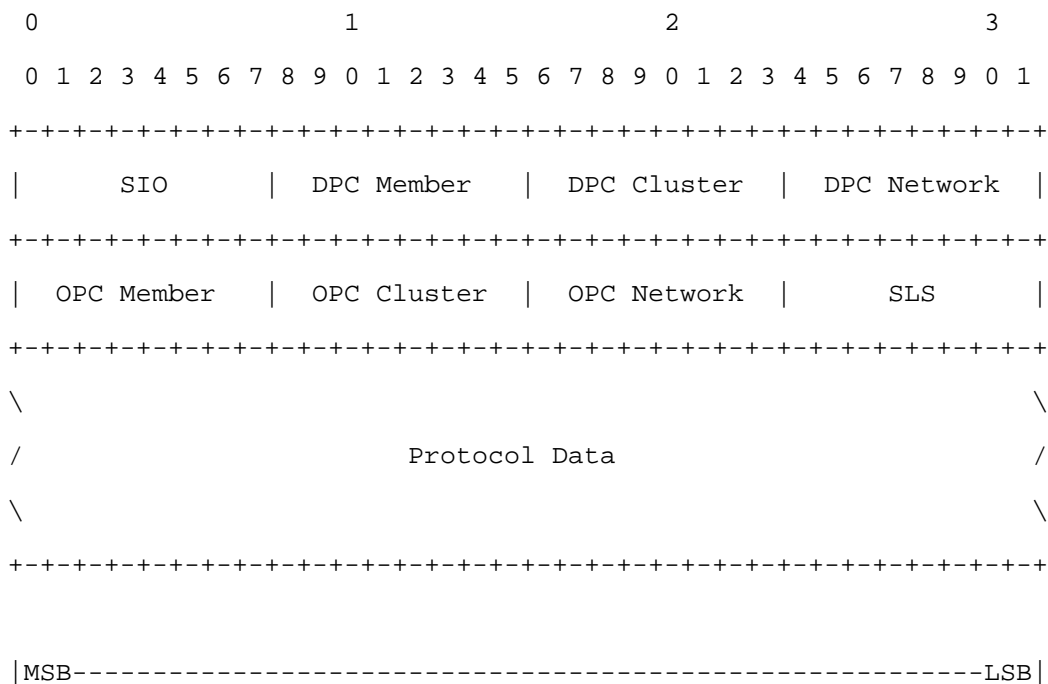 0 1 2 3
0 1 2 3 4 5 6 7 8 9 0 1 2 3 4 5 6 7 8 9 0 1 2 3 4 5 6 7 8 9 0 1
+-+-+-+-+-+-+-+-+-+-+-+-+-+-+-+-+-+-+-+-+-+-+-+-+-+-+-+-+-+-+-+-+
| SIO | DPC Member | DPC Cluster | DPC Network |
+-+-+-+-+-+-+-+-+-+-+-+-+-+-+-+-+-+-+-+-+-+-+-+-+-+-+-+-+-+-+-+-+
| OPC Member | OPC Cluster | OPC Network | SLS |
+-+-+-+-+-+-+-+-+-+-+-+-+-+-+-+-+-+-+-+-+-+-+-+-+-+-+-+-+-+-+-+-+
\ \
/ Protocol Data /
\ \
+-+-+-+-+-+-+-+-+-+-+-+-+-+-+-+-+-+-+-+-+-+-+-+-+-+-+-+-+-+-+-+-+
|MSB---------------------------------------------------------LSB|